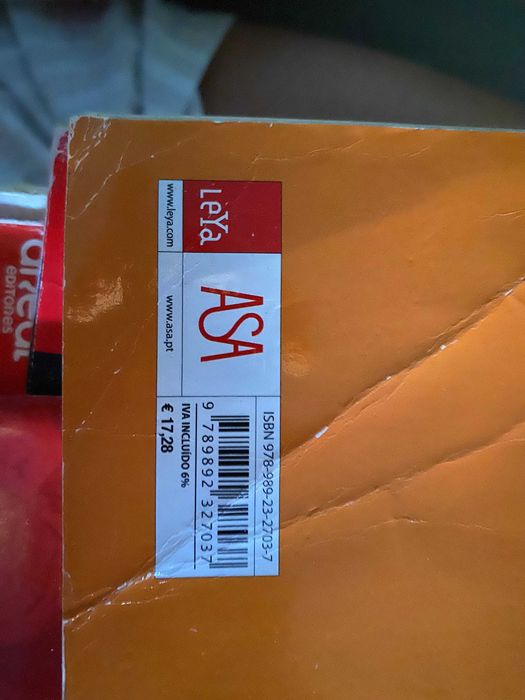 LeYa
www.leya.com
ASA
www.asa.pt
ISBN 978-989-23-2703-7
9 789892 327037
IVA INCLUÍDO 6%
€ 17,28
areal
EDITORES